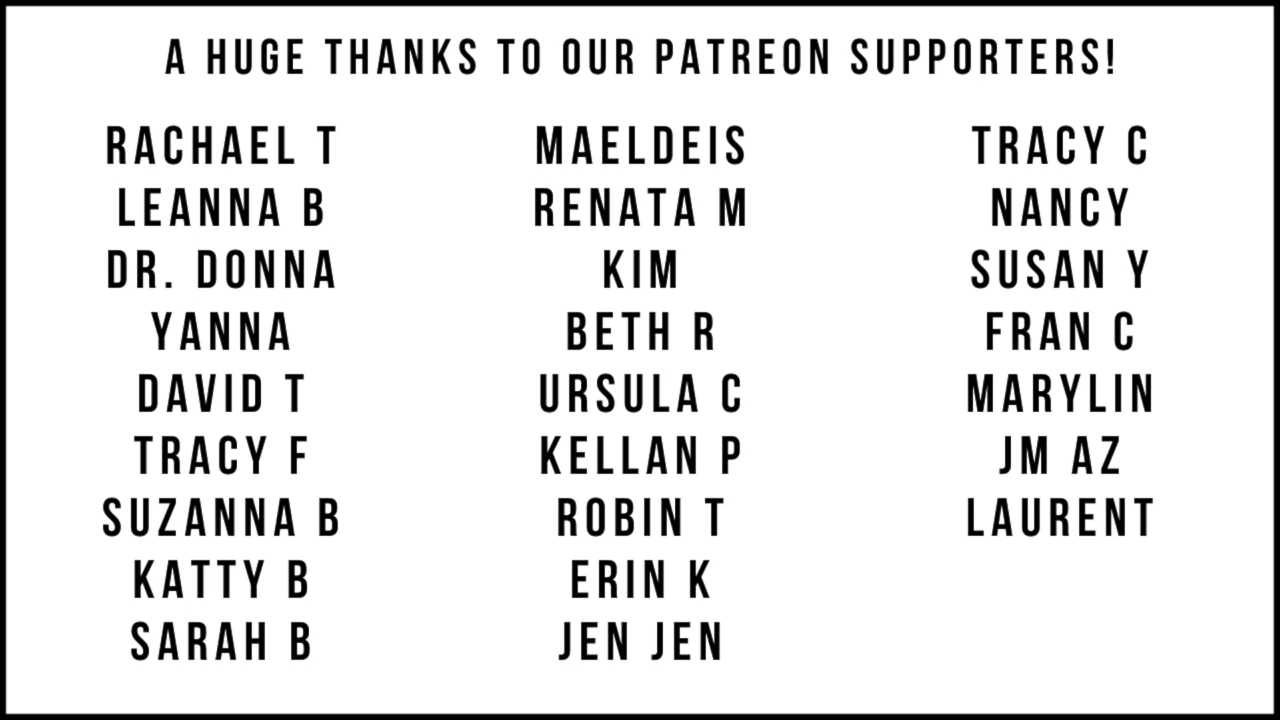 A HUGE THANKS TO OUR PATREON SUPPORTERS!
RACHAEL T
LEANNA B
DR. DONNA
YANNA
DAVID T
TRACY F
SUZANNA B
KATTY B
SARAH B
MAELDEIS
RENATA M
KIM
BETH R
URSULA C
KELLAN P
ROBIN T
ERIN K
JEN JEN
TRACY C
NANCY
SUSAN Y
FRAN C
MARYLIN
JM AZ
LAURENT